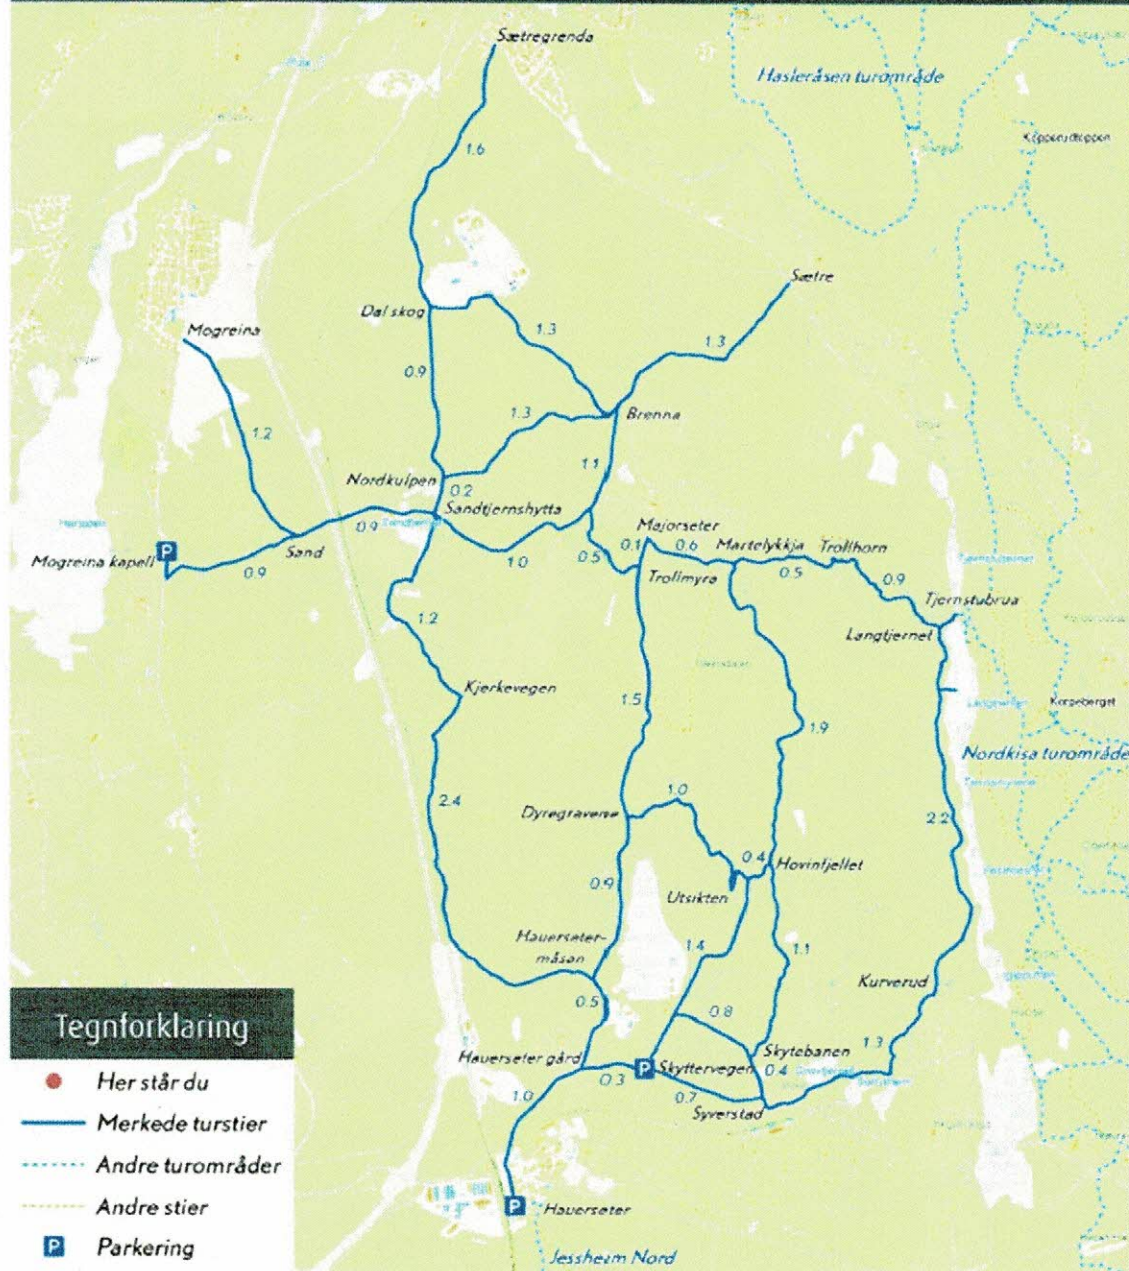 Sætregrenda
Hasleråsen turområde
Køpperudtoppen
1.6
Sætre
Dal skog
Mogreina
1.3
1.3
0.9
1.3
Brenna
1.2
1.1
Nordkulpen
0.2
Sandtjernshytta
0.9
Majorseter
0.1
0.6
Martelykkja
Trollhorn
Sand
Mogreina kapell
P
0.9
1.0
0.5
Trollmyra
0.5
0.9
Tjernstubrua
Langtjernet
1.2
Kjerkevegen
1.5
1.9
Korpeberget
Nordkisa turområde
2.4
1.0
Dyregravene
2.2
0.4
Hovinfjellet
0.9
Utsikten
Hauerseter-
måsan
1.4
1.1
Kurverud
0.5
0.8
1.3
Hauerseter gård
Skytebanen
0.3
P
Skyttervegen
0.4
1.0
0.7
Syverstad
P
Hauerseter
Jessheim Nord
Tegnforklaring
Her står du
Merkede turstier
Andre turområder
Andre stier
P
Parkering